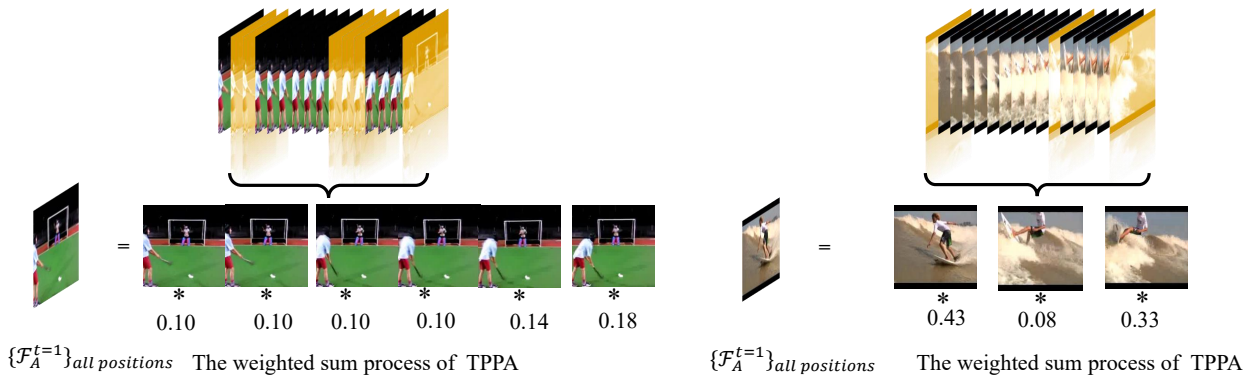 = * * * * * *
0.10 0.10 0.10 0.10 0.14 0.18
{ℱ_A^{t=1}}_{all positions} The weighted sum process of TPPA
= * * *
0.43 0.08 0.33
{ℱ_A^{t=1}}_{all positions} The weighted sum process of TPPA